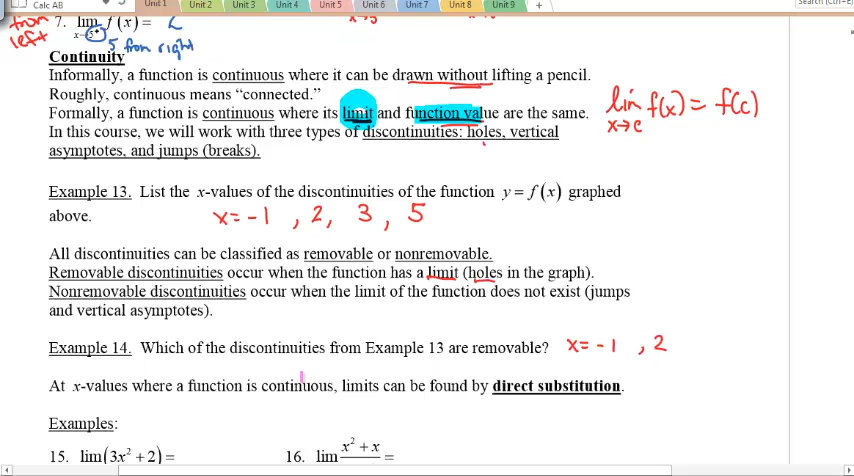 Calc AB Unit 1 Unit 2 Unit 3 Unit 4 Unit 5 Unit 6 Unit 7 Unit 8 Unit 9 Search (Ctrl+E)
from left
7. lim x→5⁺ f(x) = 2
5 from right
Continuity
Informally, a function is continuous where it can be drawn without lifting a pencil.
Roughly, continuous means “connected.”
Formally, a function is continuous where its limit and function value are the same. lim x→c f(x) = f(c)
In this course, we will work with three types of discontinuities: holes, vertical
asymptotes, and jumps (breaks).
Example 13. List the x-values of the discontinuities of the function y = f(x) graphed
above. x = -1 , 2, 3 , 5
All discontinuities can be classified as removable or nonremovable.
Removable discontinuities occur when the function has a limit (holes in the graph).
Nonremovable discontinuities occur when the limit of the function does not exist (jumps
and vertical asymptotes).
Example 14. Which of the discontinuities from Example 13 are removable? x = -1 , 2
At x-values where a function is continuous, limits can be found by direct substitution.
Examples:
15. lim(3x² + 2) = 16. lim x² + x =